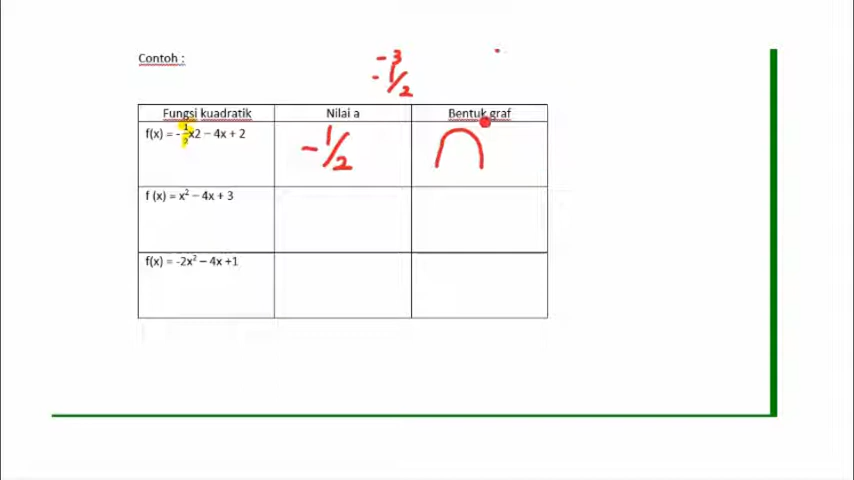 Contoh :
-3
-1/2
Fungsi kuadratik Nilai a Bentuk graf
f(x) = -1/2x2 – 4x + 2 -1/2
f (x) = x² – 4x + 3
f(x) = -2x² – 4x +1